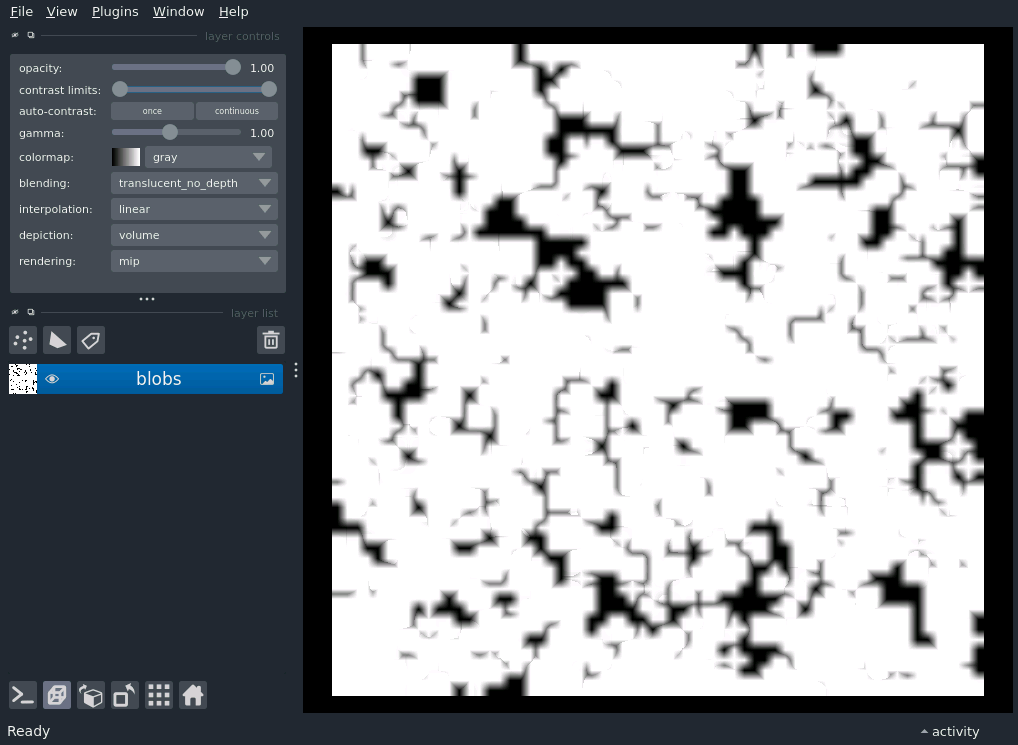 File View Plugins Window Help
layer controls
opacity: 1.00
contrast limits:
auto-contrast: once continuous
gamma: 1.00
colormap: gray
blending: translucent_no_depth
interpolation: linear
depiction: volume
rendering: mip
layer list
blobs
Ready
activity